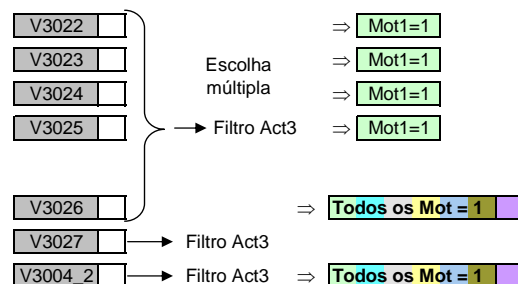 V3022 ⇒ Mot1=1
V3023 Escolha ⇒ Mot1=1
V3024 múltipla ⇒ Mot1=1
V3025 Filtro Act3 ⇒ Mot1=1
V3026 ⇒ Todos os Mot = 1
V3027 Filtro Act3
V3004_2 Filtro Act3 ⇒ Todos os Mot = 1